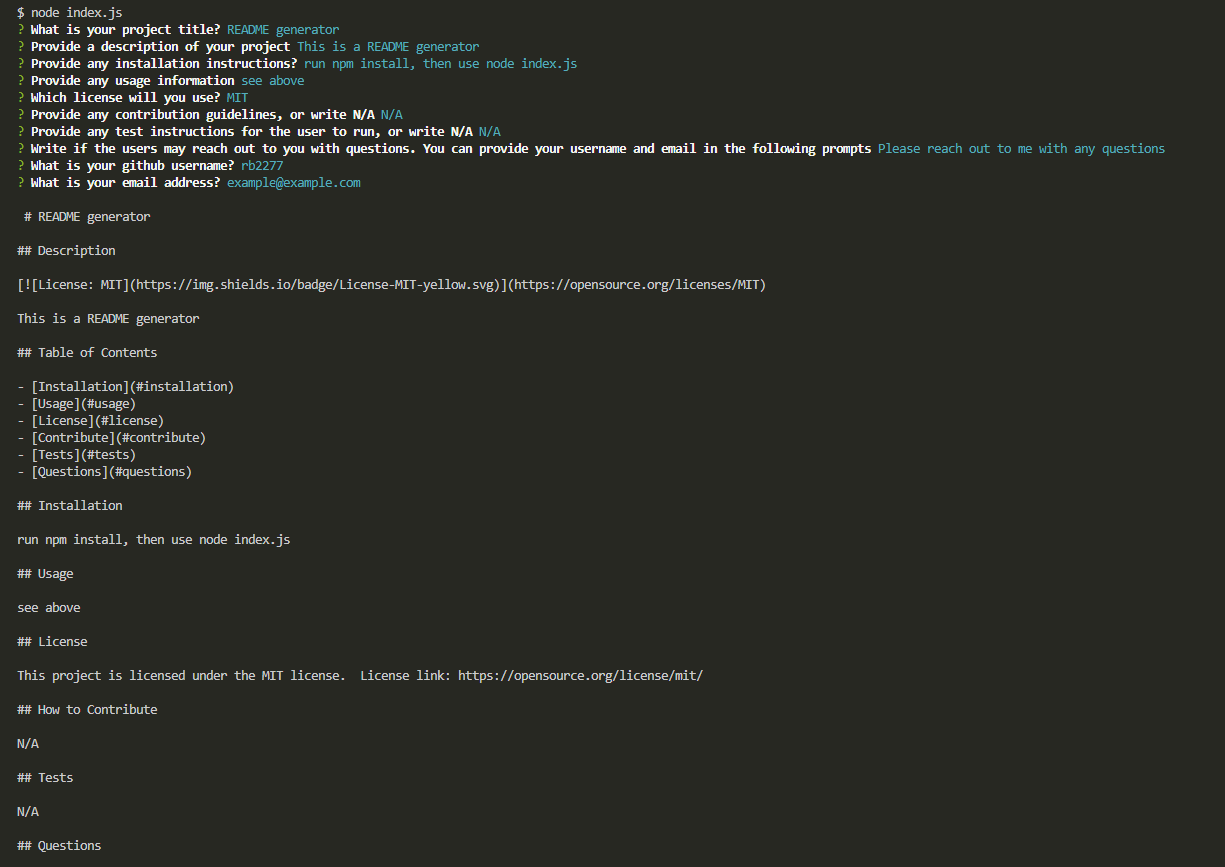 $ node index.js
? What is your project title? README generator
? Provide a description of your project This is a README generator
? Provide any installation instructions? run npm install, then use node index.js
? Provide any usage information see above
? Which license will you use? MIT
? Provide any contribution guidelines, or write N/A N/A
? Provide any test instructions for the user to run, or write N/A N/A
? Write if the users may reach out to you with questions. You can provide your username and email in the following prompts Please reach out to me with any questions
? What is your github username? rb2277
? What is your email address? example@example.com
# README generator
## Description
[![License: MIT](https://img.shields.io/badge/License-MIT-yellow.svg)](https://opensource.org/licenses/MIT)
This is a README generator
## Table of Contents
- [Installation](#installation)
- [Usage](#usage)
- [License](#license)
- [Contribute](#contribute)
- [Tests](#tests)
- [Questions](#questions)
## Installation
run npm install, then use node index.js
## Usage
see above
## License
This project is licensed under the MIT license.  License link: https://opensource.org/license/mit/
## How to Contribute
N/A
## Tests
N/A
## Questions